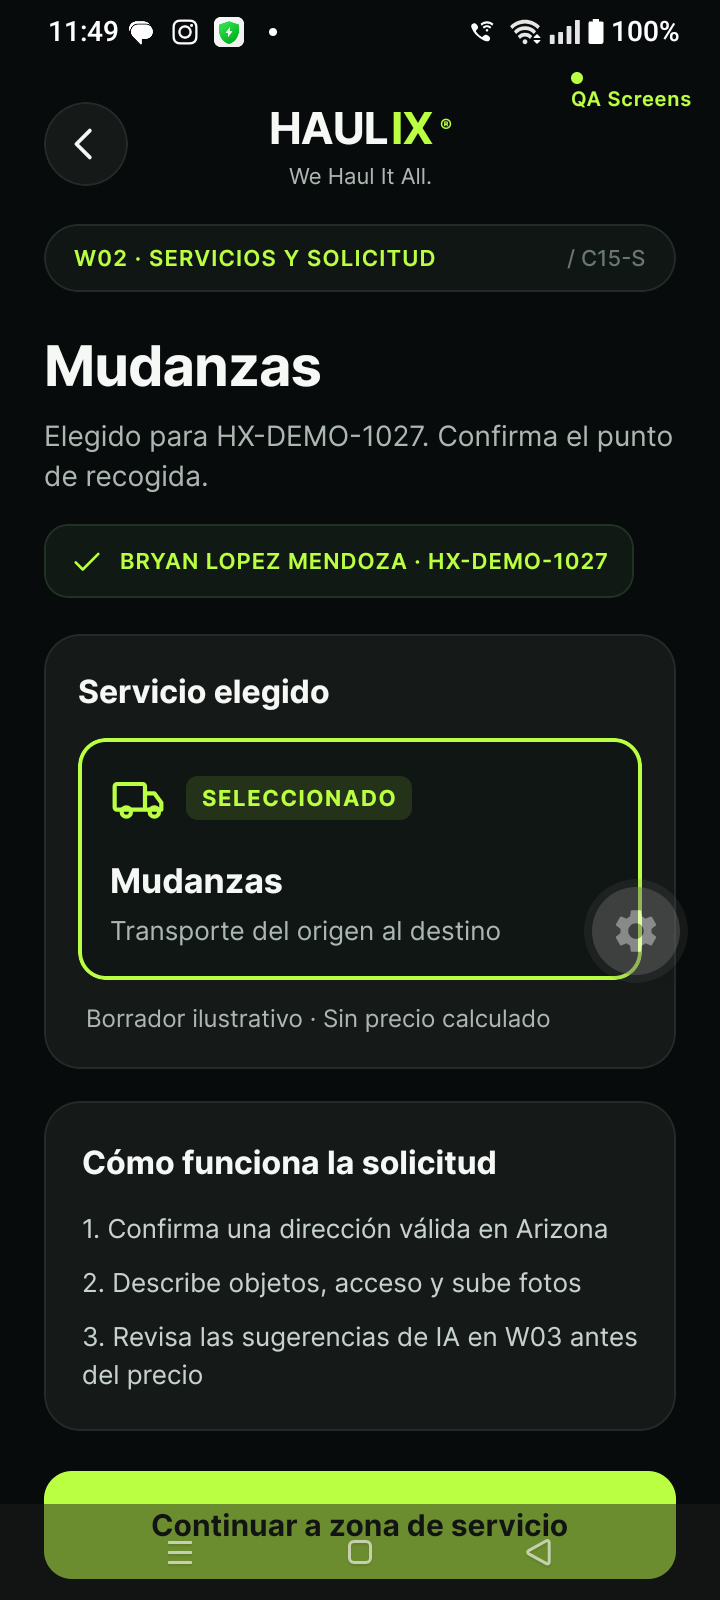 11:49
100%
QA Screens
HAULIX ®
We Haul It All.
W02 · SERVICIOS Y SOLICITUD
/ C15-S
Mudanzas
Elegido para HX-DEMO-1027. Confirma el punto
de recogida.
BRYAN LOPEZ MENDOZA · HX-DEMO-1027
Servicio elegido
SELECCIONADO
Mudanzas
Transporte del origen al destino
Borrador ilustrativo · Sin precio calculado
Cómo funciona la solicitud
1. Confirma una dirección válida en Arizona
2. Describe objetos, acceso y sube fotos
3. Revisa las sugerencias de IA en W03 antes
del precio
Continuar a zona de servicio